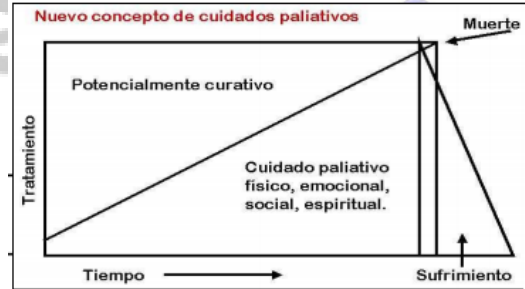 Nuevo concepto de cuidados paliativos
Muerte
Potencialmente curativo
Tratamiento
Cuidado paliativo
físico, emocional,
social, espiritual.
Tiempo
Sufrimiento